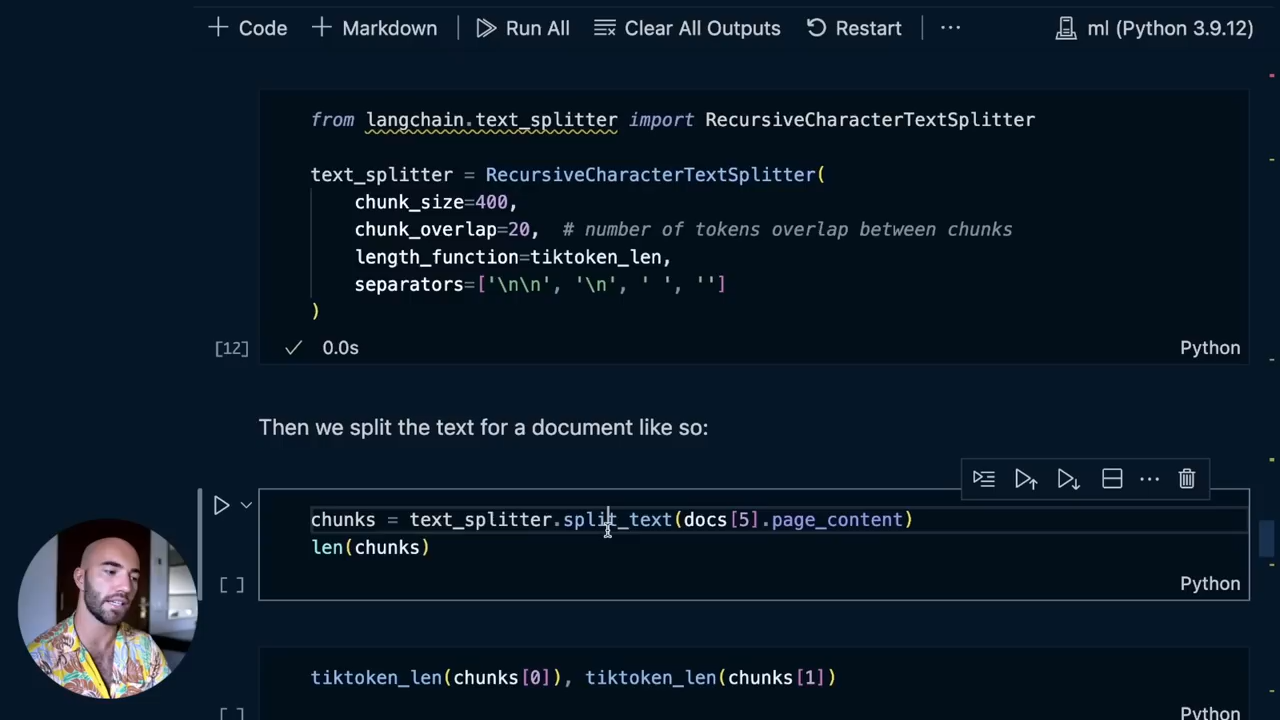 Code Markdown Run All Clear All Outputs Restart ... ml (Python 3.9.12)
from langchain.text_splitter import RecursiveCharacterTextSplitter
text_splitter = RecursiveCharacterTextSplitter(
chunk_size=400,
chunk_overlap=20,  # number of tokens overlap between chunks
length_function=tiktoken_len,
separators=['\n\n', '\n', ' ', '']
)
[12] 0.0s Python
Then we split the text for a document like so:
chunks = text_splitter.split_text(docs[5].page_content)
len(chunks)
[ ] Python
tiktoken_len(chunks[0]), tiktoken_len(chunks[1])
[ ] Python